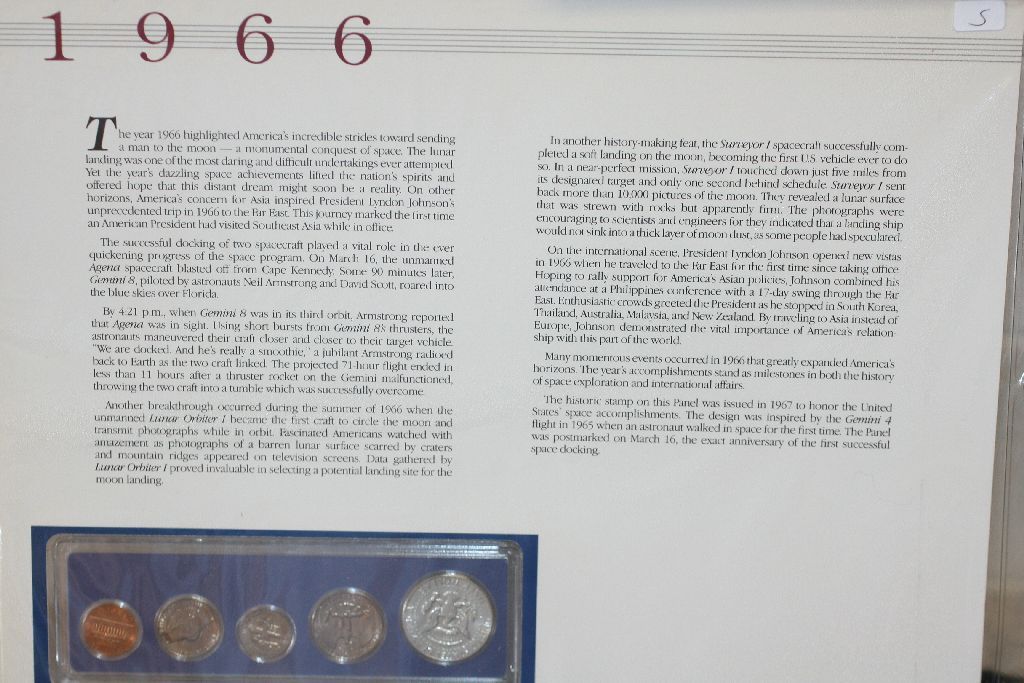 1 9 6 6
S
The year 1966 highlighted America's incredible strides toward sending
a man to the moon — a monumental conquest of space. The lunar
landing was one of the most daring and difficult undertakings ever attempted.
Yet the year's dazzling space achievements lifted the nation's spirits and
offered hope that this distant dream might soon be a reality. On other
horizons, America's concern for Asia inspired President Lyndon Johnson's
unprecedented trip in 1966 to the Far East. This journey marked the first time
an American President had visited Southeast Asia while in office.
The successful docking of two spacecraft played a vital role in the ever
quickening progress of the space program. On March 16, the unmanned
Agena spacecraft blasted off from Cape Kennedy. Some 90 minutes later,
Gemini 8, piloted by astronauts Neil Armstrong and David Scott, roared into
the blue skies over Florida.
By 4:21 p.m., when Gemini 8 was in its third orbit, Armstrong reported
that Agena was in sight. Using short bursts from Gemini 8's thrusters, the
astronauts maneuvered their craft closer and closer to their target vehicle.
"We are docked. And he's really a smoothie," a jubilant Armstrong radioed
back to Earth as the two craft linked. The projected 71-hour flight ended in
less than 11 hours after a thruster rocket on the Gemini malfunctioned,
throwing the two craft into a tumble which was successfully overcome.
Another breakthrough occurred during the summer of 1966 when the
unmanned Lunar Orbiter I became the first craft to circle the moon and
transmit photographs while in orbit. Fascinated Americans watched with
amazement as photographs of a barren lunar surface scarred by craters
and mountain ridges appeared on television screens. Data gathered by
Lunar Orbiter I proved invaluable in selecting a potential landing site for the
moon landing.
In another history-making feat, the Surveyor I spacecraft successfully com-
pleted a soft landing on the moon, becoming the first U.S. vehicle ever to do
so. In a near-perfect mission, Surveyor I touched down just five miles from
its designated target and only one second behind schedule. Surveyor I sent
back more than 10,000 pictures of the moon. They revealed a lunar surface
that was strewn with rocks but apparently firm. The photographs were
encouraging to scientists and engineers for they indicated that a landing ship
would not sink into a thick layer of moon dust, as some people had speculated.
On the international scene, President Lyndon Johnson opened new vistas
in 1966 when he traveled to the Far East for the first time since taking office.
Hoping to rally support for America's Asian policies, Johnson combined his
attendance at a Philippines conference with a 17-day swing through the Far
East. Enthusiastic crowds greeted the President as he stopped in South Korea,
Thailand, Australia, Malaysia, and New Zealand. By traveling to Asia instead of
Europe, Johnson demonstrated the vital importance of America's relation-
ship with this part of the world.
Many momentous events occurred in 1966 that greatly expanded America's
horizons. The year's accomplishments stand as milestones in both the history
of space exploration and international affairs.
The historic stamp on this Panel was issued in 1967 to honor the United
States' space accomplishments. The design was inspired by the Gemini 4
flight in 1965 when an astronaut walked in space for the first time. The Panel
was postmarked on March 16, the exact anniversary of the first successful
space docking.